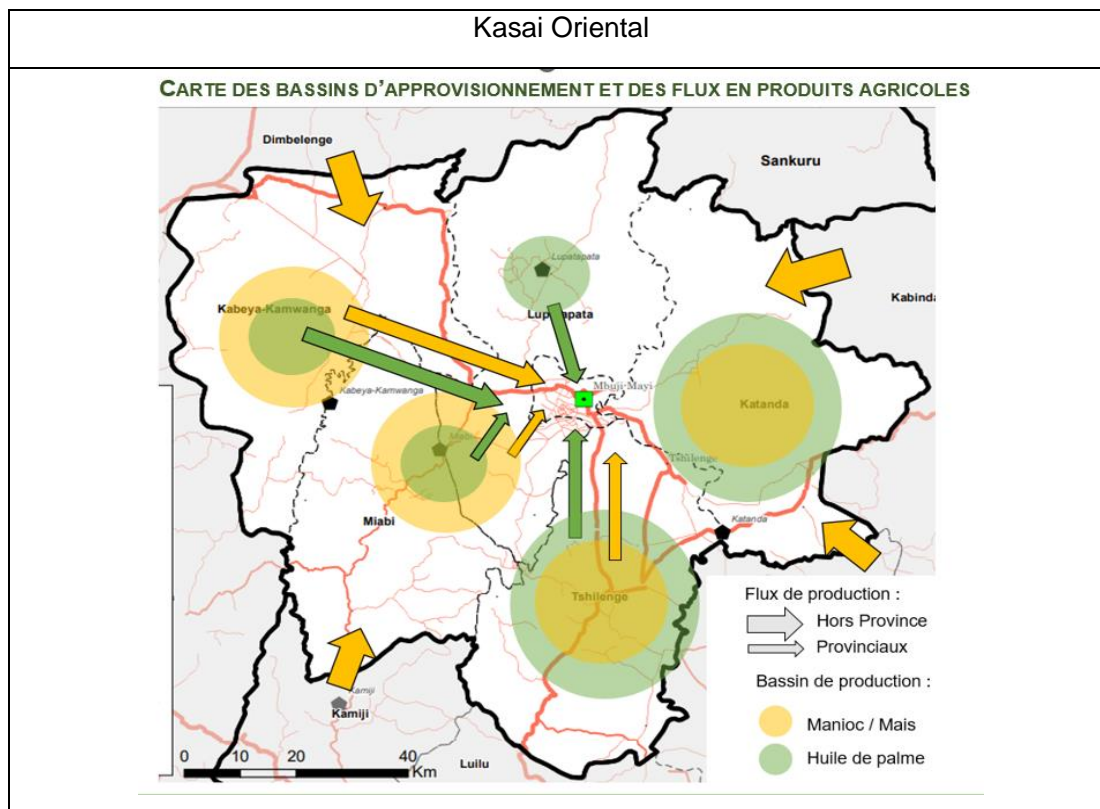 Kasai Oriental
CARTE DES BASSINS D'APPROVISIONNEMENT ET DES FLUX EN PRODUITS AGRICOLES
Dimbelenge
Sankuru
Lupatapata
Kabinda
Kabeya-Kamwanga
Lupatapata
Kabeya-Kamwanga
Mbuji-Mayi
Katanda
Miabi
Tshilenge
Miabi
Katanda
Tshilenge
Flux de production :
Hors Province
Provinciaux
Bassin de production :
Manioc / Mais
Huile de palme
Kamiji
Kamiji
Luilu
0 10 20 40
Km